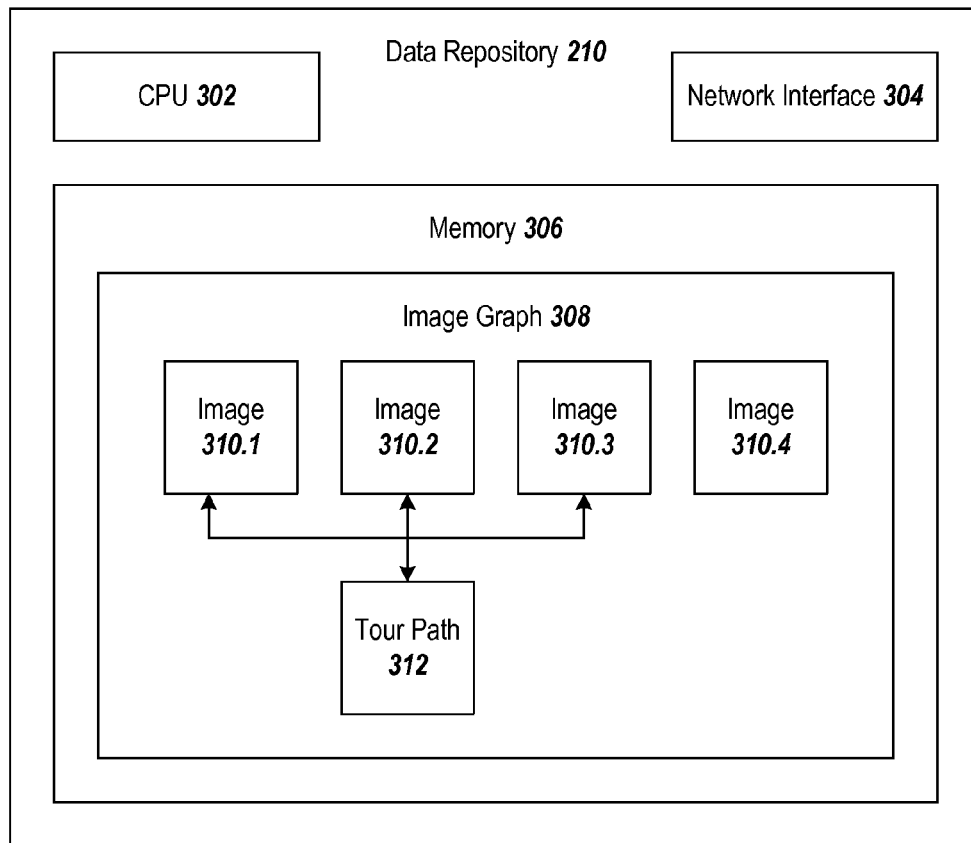 Data Repository 210
CPU 302
Network Interface 304
Memory 306
Image Graph 308
Image
310.1
Image
310.2
Image
310.3
Image
310.4
Tour Path
312